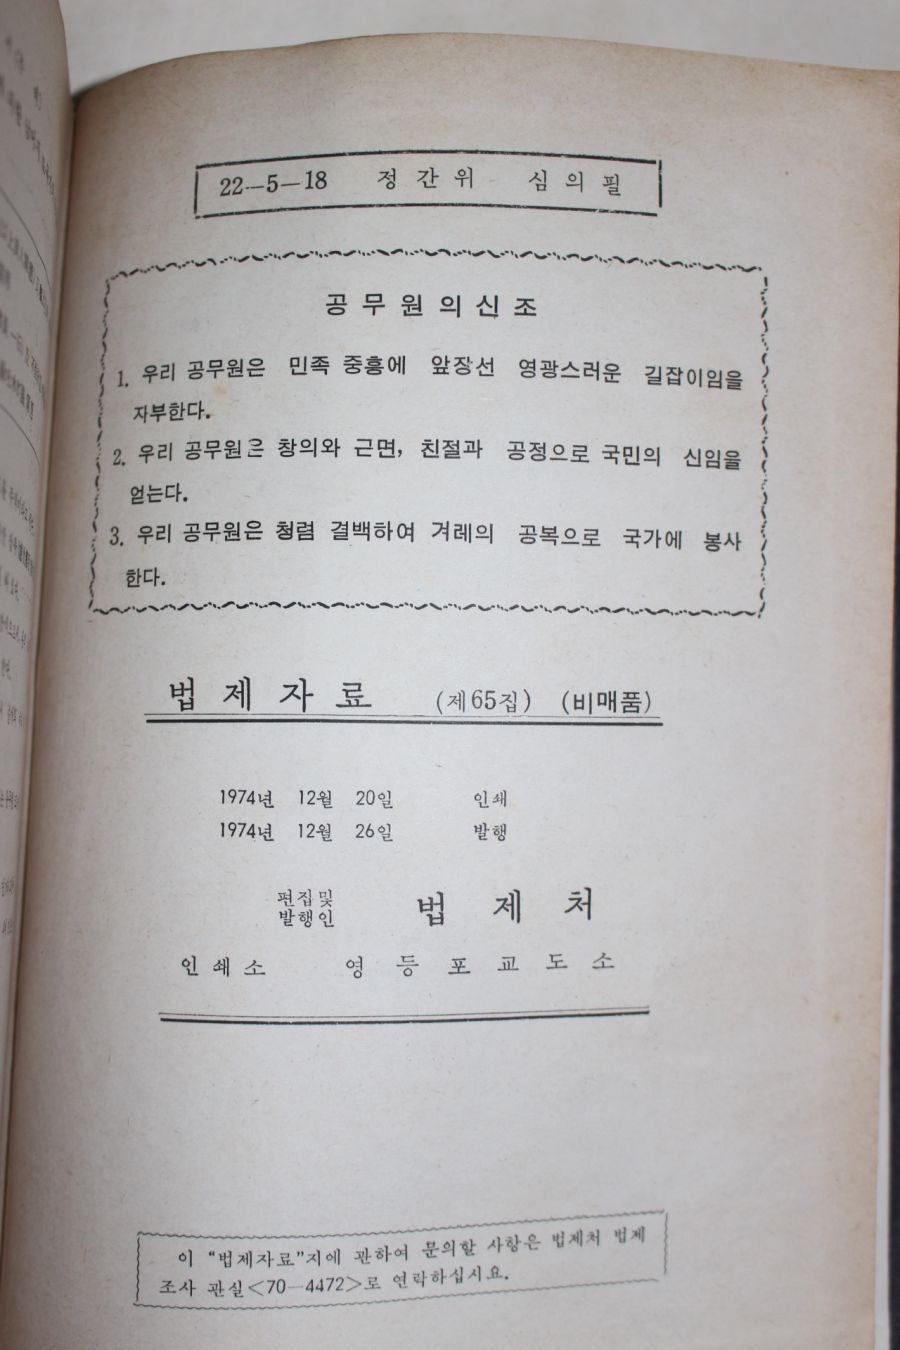 22-5-18 정간위 심의필
공무원의신조
1. 우리 공무원은 민족 중흥에 앞장선 영광스러운 길잡이임을
자부한다.
2. 우리 공무원은 창의와 근면, 친절과 공정으로 국민의 신임을
얻는다.
3. 우리 공무원은 청렴 결백하여 겨레의 공복으로 국가에 봉사
한다.
법제자료 (제65집) (비매품)
1974년 12월 20일 인쇄
1974년 12월 26일 발행
편집및
발행인 법제처
인쇄소 영등포교도소
이 "법제자료"지에 관하여 문의할 사항은 법제처 법제
조사 관실<70-4472>로 연락하십시요.